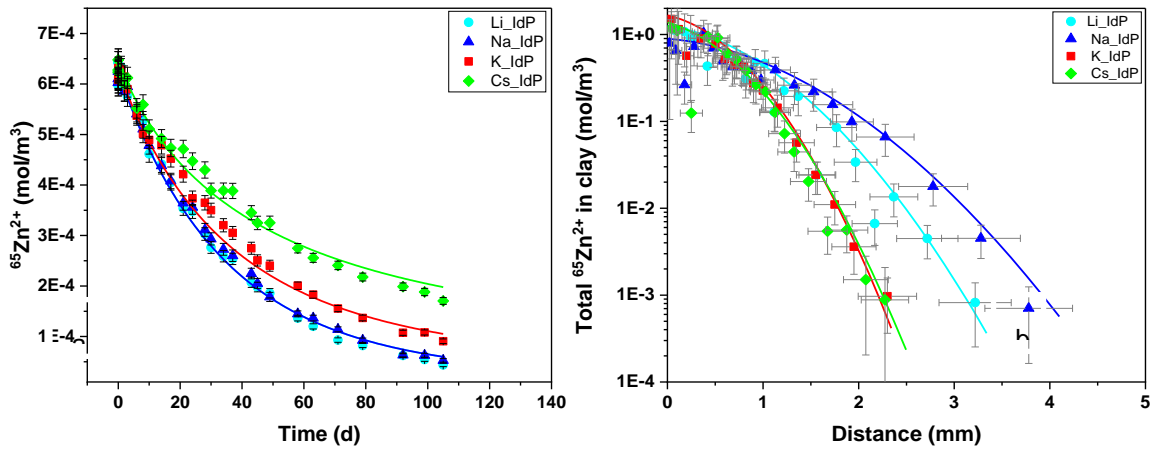 7E-4
6E-4
5E-4
4E-4
3E-4
2E-4
1E-4
0 20 40 60 80 100 120 140
Time (d)
⁶⁵Zn²⁺ (mol/m³)
Li_IdP
Na_IdP
K_IdP
Cs_IdP
1E+0
1E-1
1E-2
1E-3
1E-4
0 1 2 3 4 5
Distance (mm)
Total ⁶⁵Zn²⁺ in clay (mol/m³)
Li_IdP
Na_IdP
K_IdP
Cs_IdP